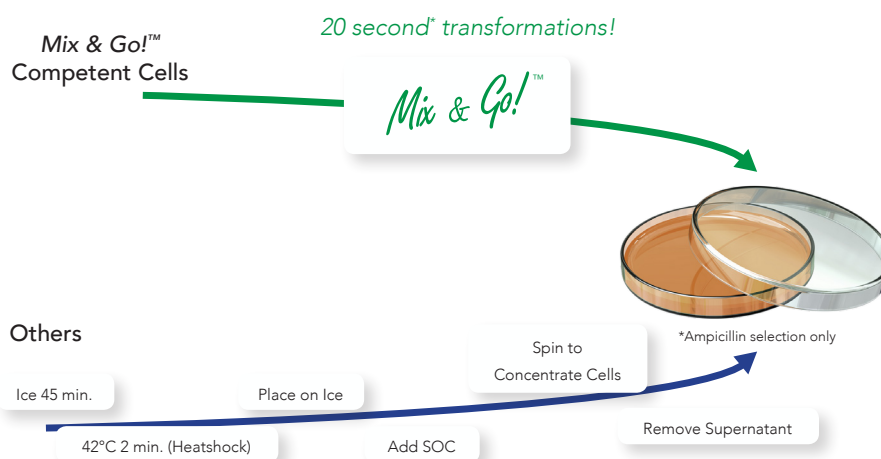 20 second* transformations!
Mix & Go!™
Competent Cells
Mix & Go!™
Others
*Ampicillin selection only
Spin to
Concentrate Cells
Ice 45 min.
Place on Ice
42°C 2 min. (Heatshock)
Add SOC
Remove Supernatant